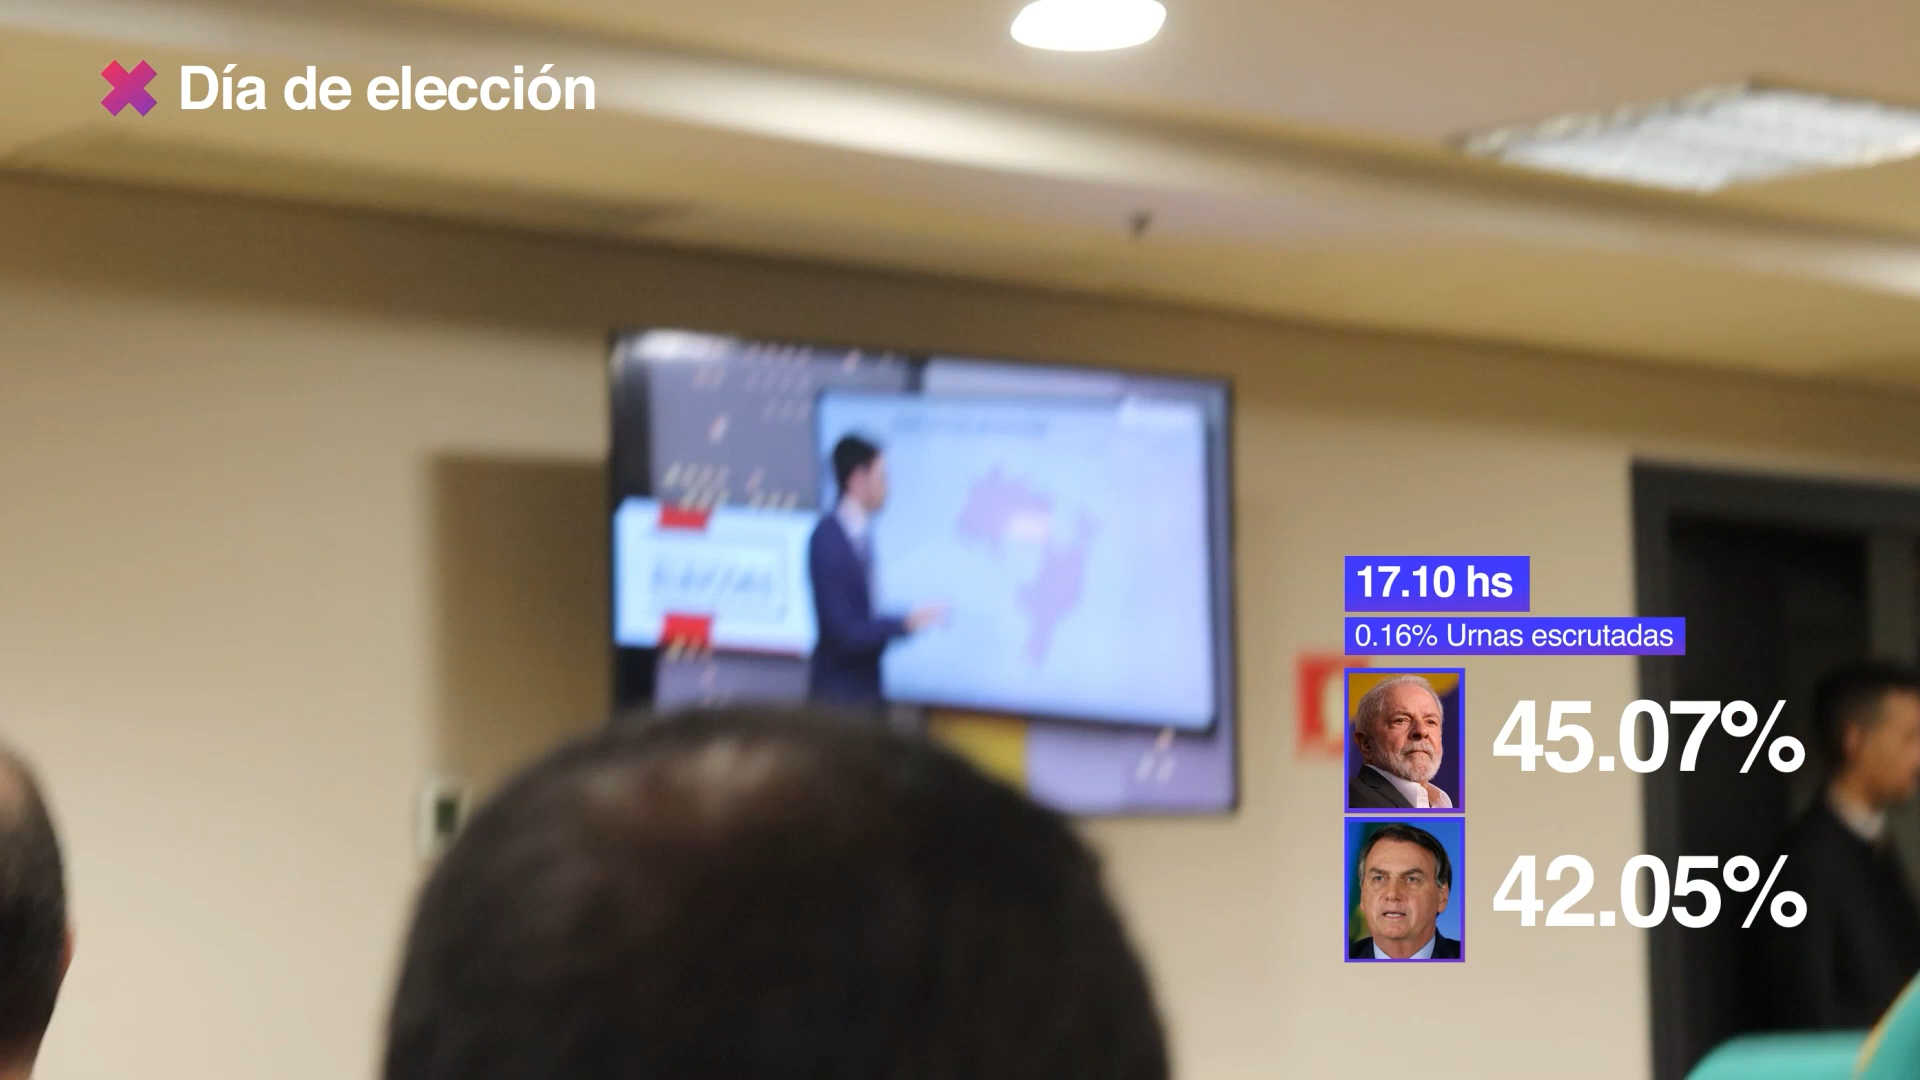 Día de elección
17.10 hs
0.16% Urnas escrutadas
45.07%
42.05%